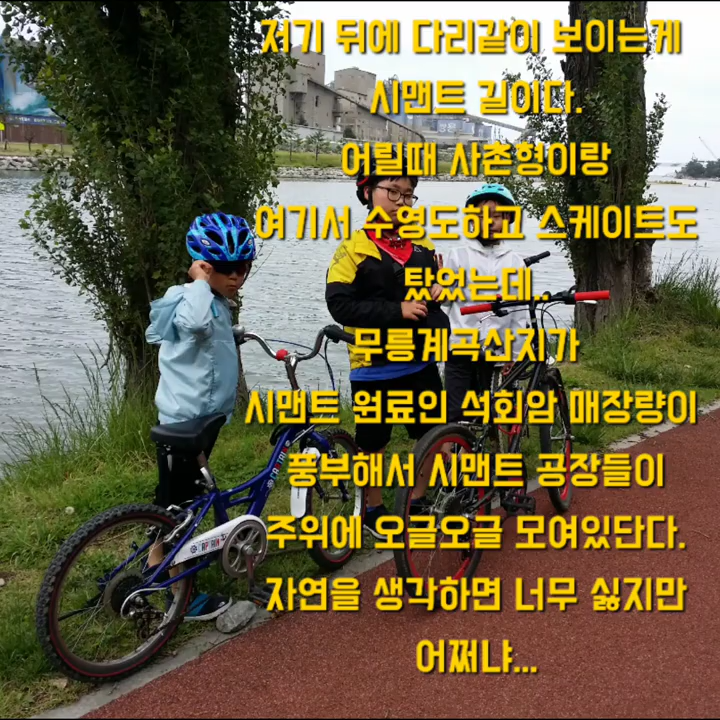 저기 뒤에 다리같이 보이는게
시맨트 길이다.
어릴때 사촌형이랑
여기서 수영도하고 스케이트도
탔었는데..
무릉계곡산지가
시맨트 원료인 석회암 매장량이
풍부해서 시맨트 공장들이
주위에 오글오글 모여있단다.
자연을 생각하면 너무 싫지만
어쩌냐...
CAPTAIN
CAPTAIN